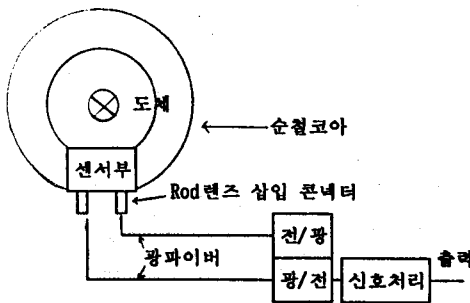 도체
순철코아
센서부
Rod렌즈 삽입 콘넥터
전/광
광파이버
출력
광/전
신호처리